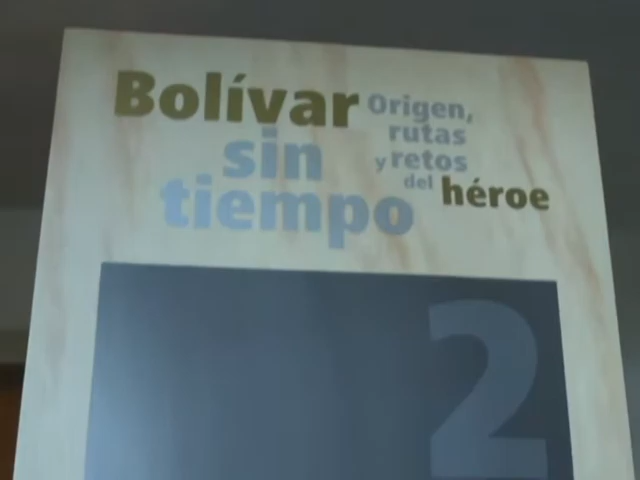 Bolívar
sin
tiempo
Origen,
rutas
y retos
del héroe
2